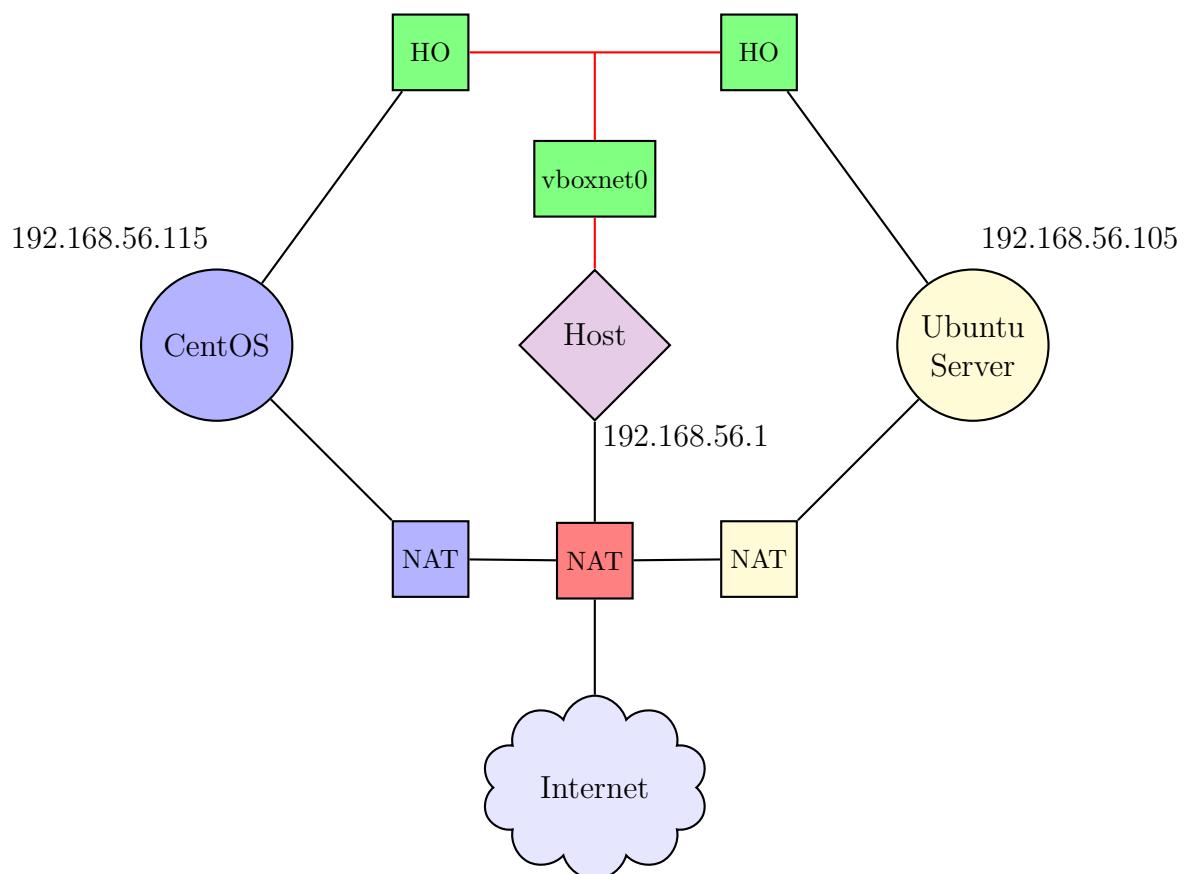 HO
HO
vboxnet0
192.168.56.115
192.168.56.105
CentOS
Host
Ubuntu
Server
192.168.56.1
NAT
NAT
NAT
Internet